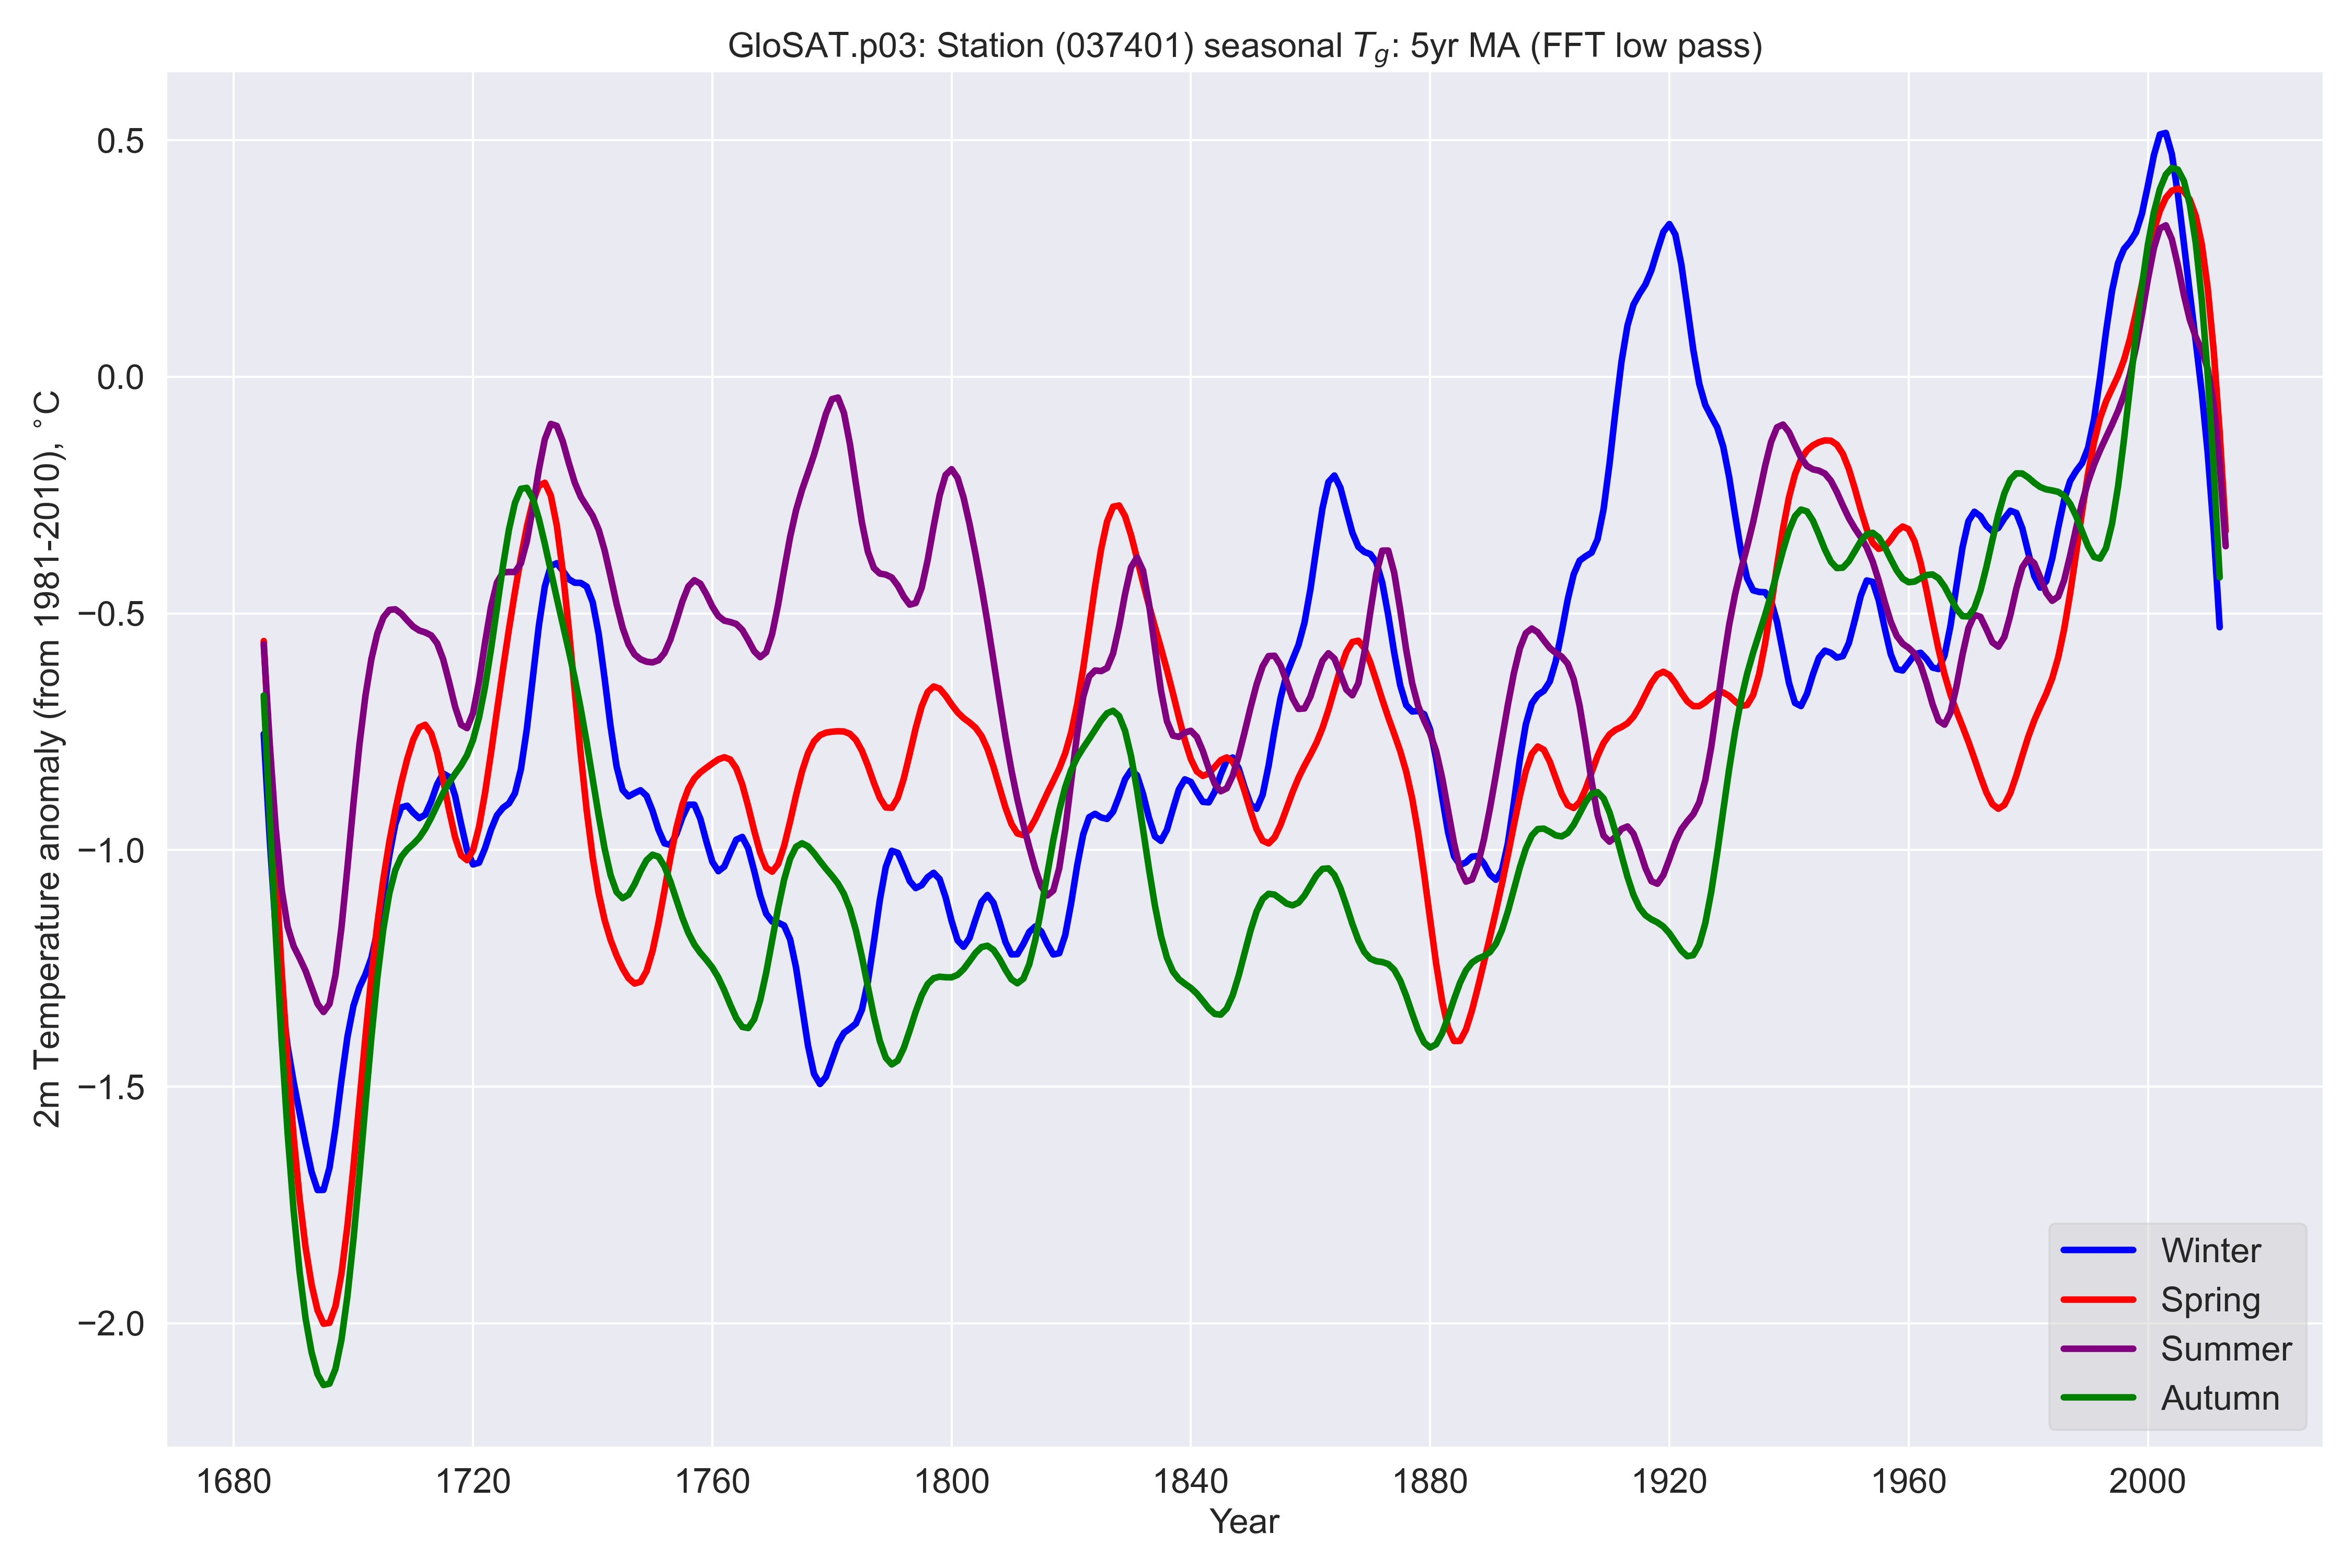 GloSAT.p03: Station (037401) seasonal Tg: 5yr MA (FFT low pass)
2m Temperature anomaly (from 1981-2010), °C
0.5
0.0
−0.5
−1.0
−1.5
−2.0
Winter
Spring
Summer
Autumn
1680 1720 1760 1800 1840 1880 1920 1960 2000
Year